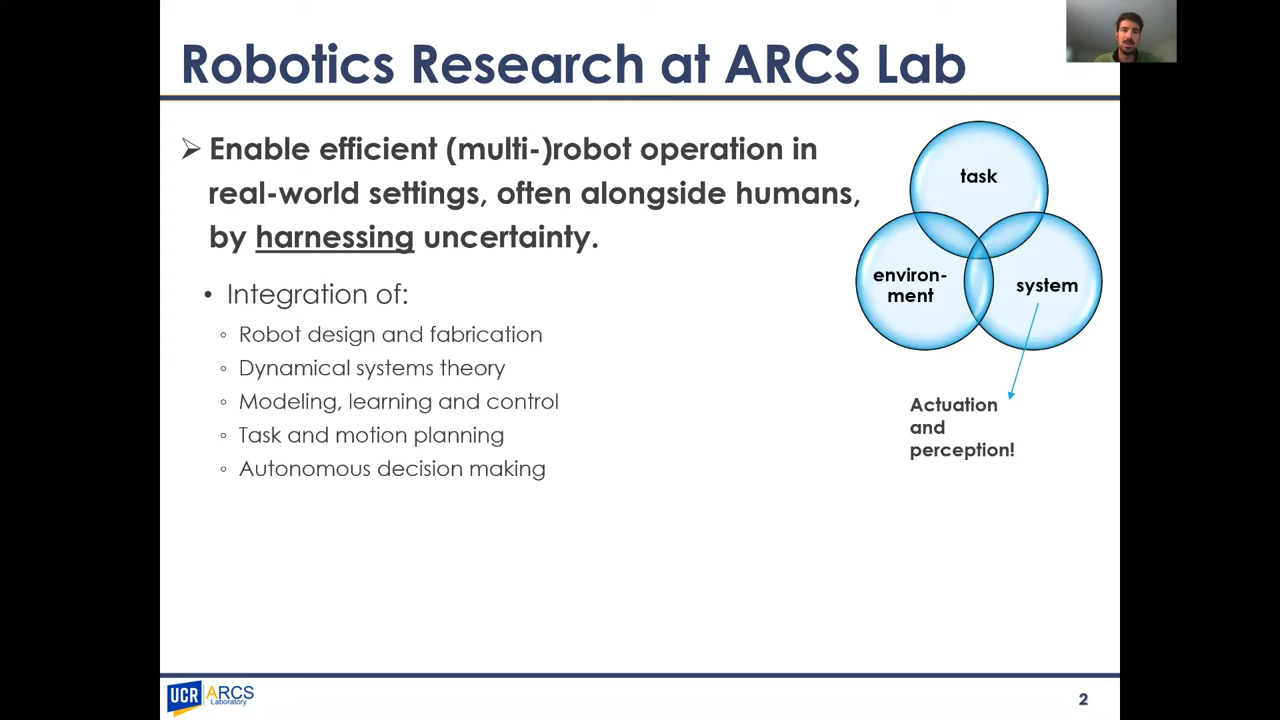 Robotics Research at ARCS Lab
➢ Enable efficient (multi-)robot operation in
real-world settings, often alongside humans,
by harnessing uncertainty.
• Integration of:
◦ Robot design and fabrication
◦ Dynamical systems theory
◦ Modeling, learning and control
◦ Task and motion planning
◦ Autonomous decision making
task
environ-
ment
system
Actuation
and
perception!
UCR ARCS
Laboratory
2